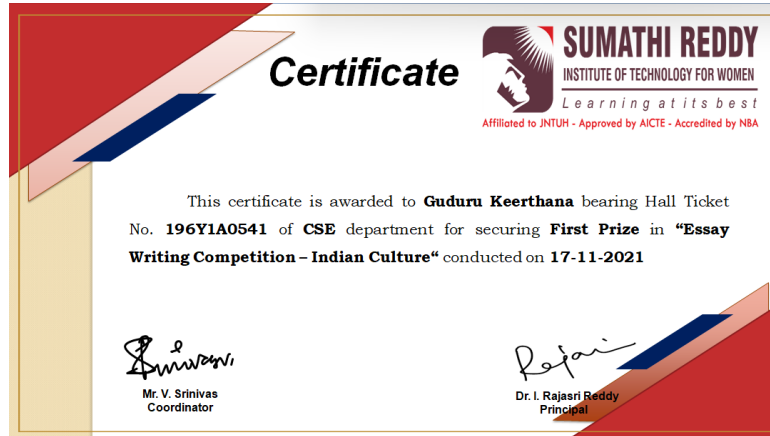 Certificate
SUMATHI REDDY
INSTITUTE OF TECHNOLOGY FOR WOMEN
Learning at its best
Affiliated to JNTUH - Approved by AICTE - Accredited by NBA
This certificate is awarded to Guduru Keerthana bearing Hall Ticket
No. 196Y1A0541 of CSE department for securing First Prize in “Essay
Writing Competition – Indian Culture“ conducted on 17-11-2021
Srinivas.
Rajasri
Mr. V. Srinivas
Coordinator
Dr. I. Rajasri Reddy
Principal